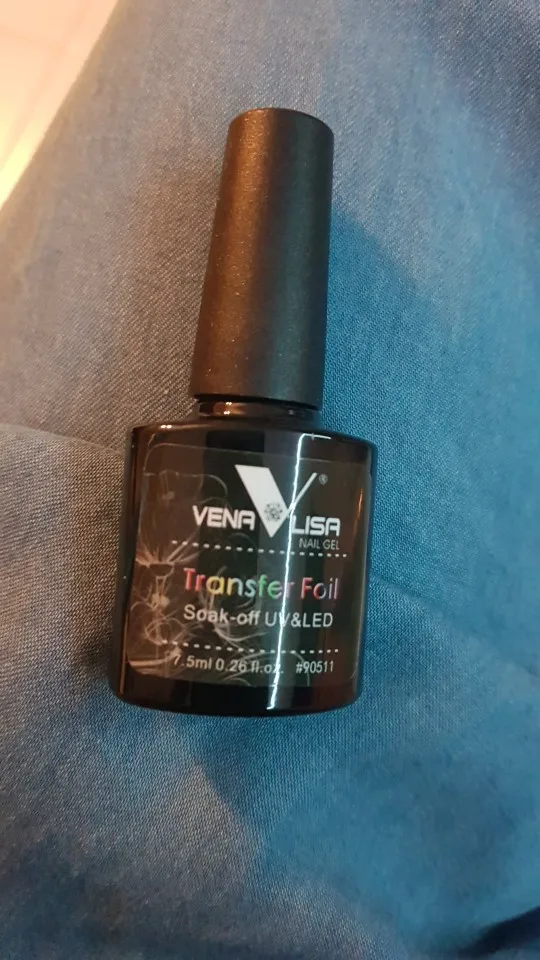 VENA LISA ®
NAIL GEL
Transfer Foil
Soak-off UV&LED
7.5ml 0.26 fl.oz. #90511